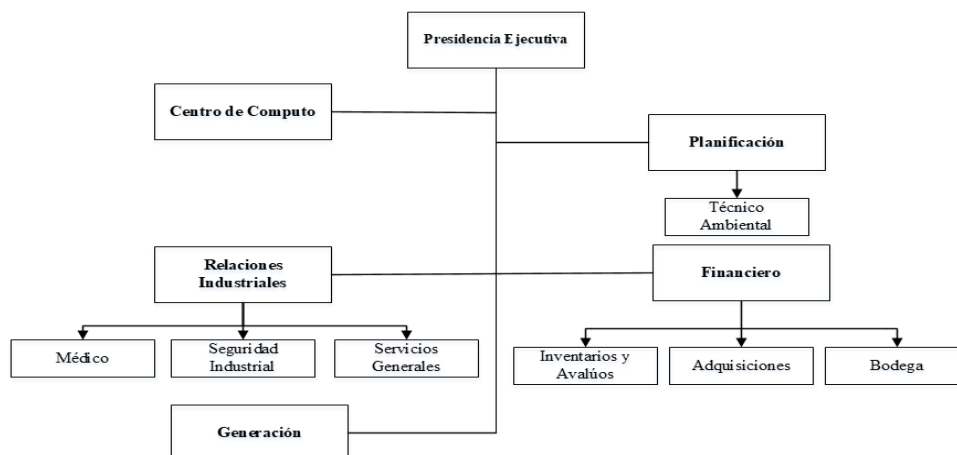 Presidencia Ejecutiva
Centro de Computo
Planificación
Técnico
Ambiental
Relaciones
Industriales
Financiero
Médico
Seguridad
Industrial
Servicios
Generales
Inventarios y
Avalúos
Adquisiciones
Bodega
Generación